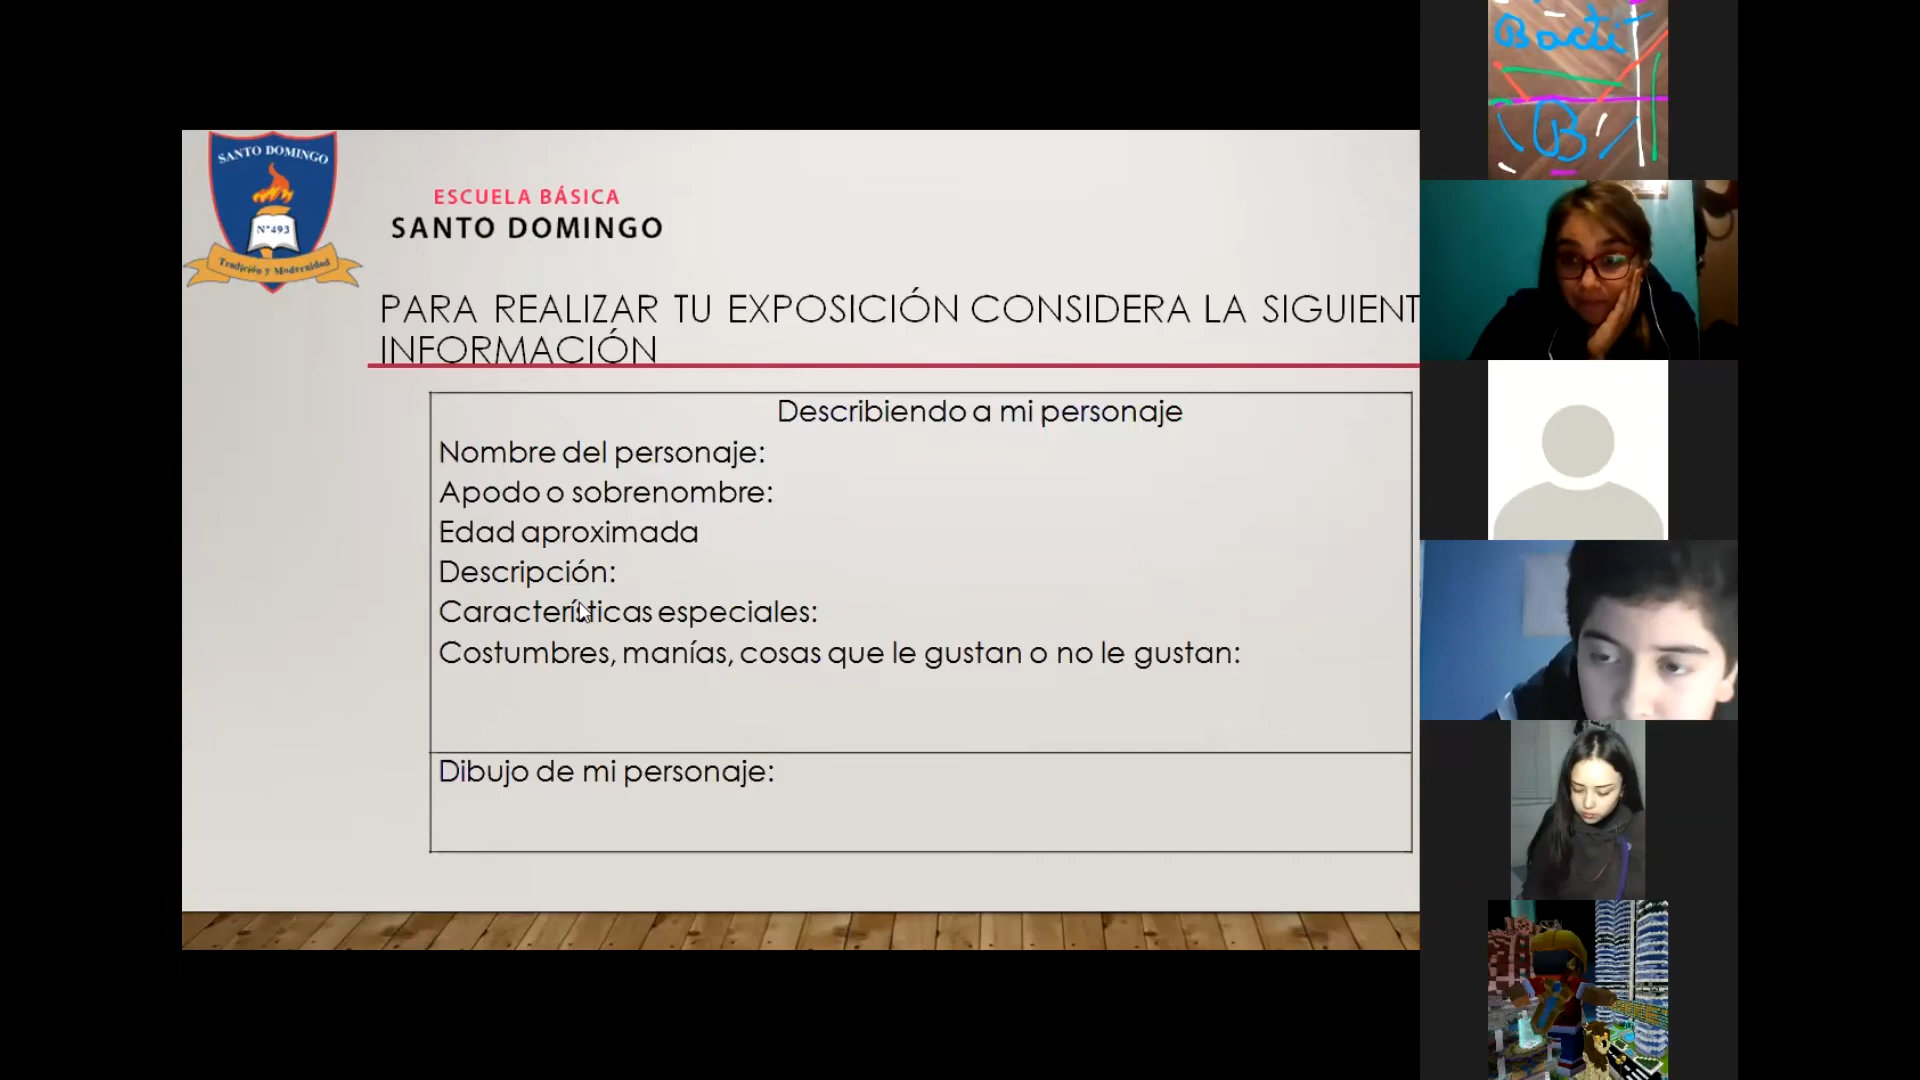 SANTO DOMINGO
N°493
Tradición y Modernidad
ESCUELA BÁSICA
SANTO DOMINGO
PARA REALIZAR TU EXPOSICIÓN CONSIDERA LA SIGUIENT
INFORMACIÓN
Describiendo a mi personaje
Nombre del personaje:
Apodo o sobrenombre:
Edad aproximada
Descripción:
Características especiales:
Costumbres, manías, cosas que le gustan o no le gustan:
Dibujo de mi personaje:
Bacti
B